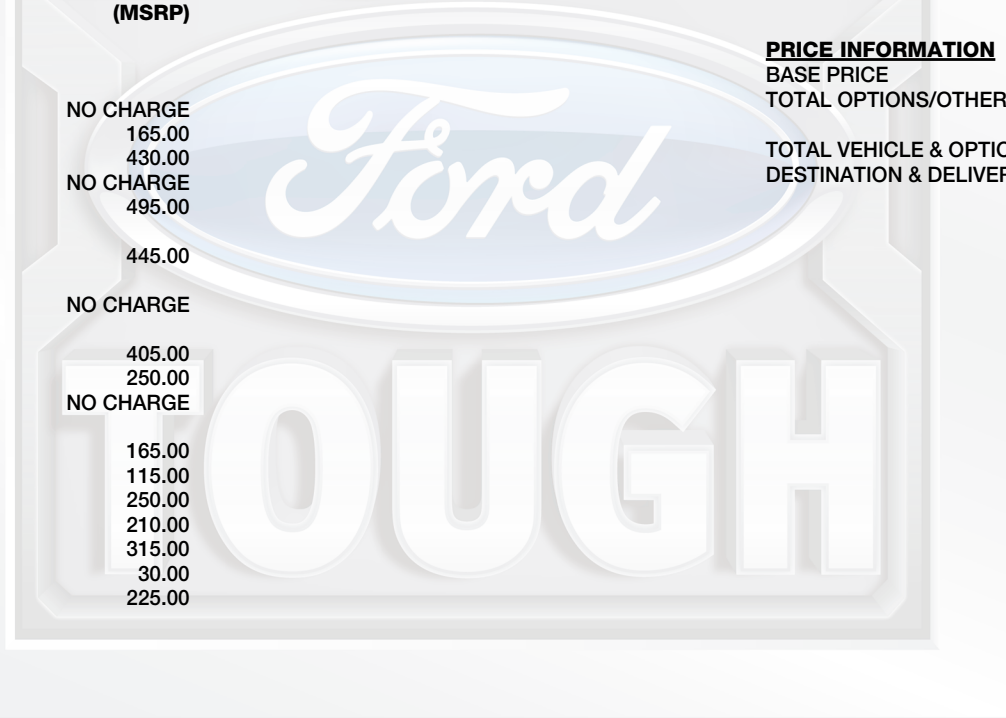 (MSRP)
NO CHARGE
165.00
430.00
NO CHARGE
495.00
445.00
NO CHARGE
405.00
250.00
NO CHARGE
165.00
115.00
250.00
210.00
315.00
30.00
225.00
PRICE INFORMATION
BASE PRICE
TOTAL OPTIONS/OTHER
TOTAL VEHICLE &
DESTINATION &
Ford
TOUGH